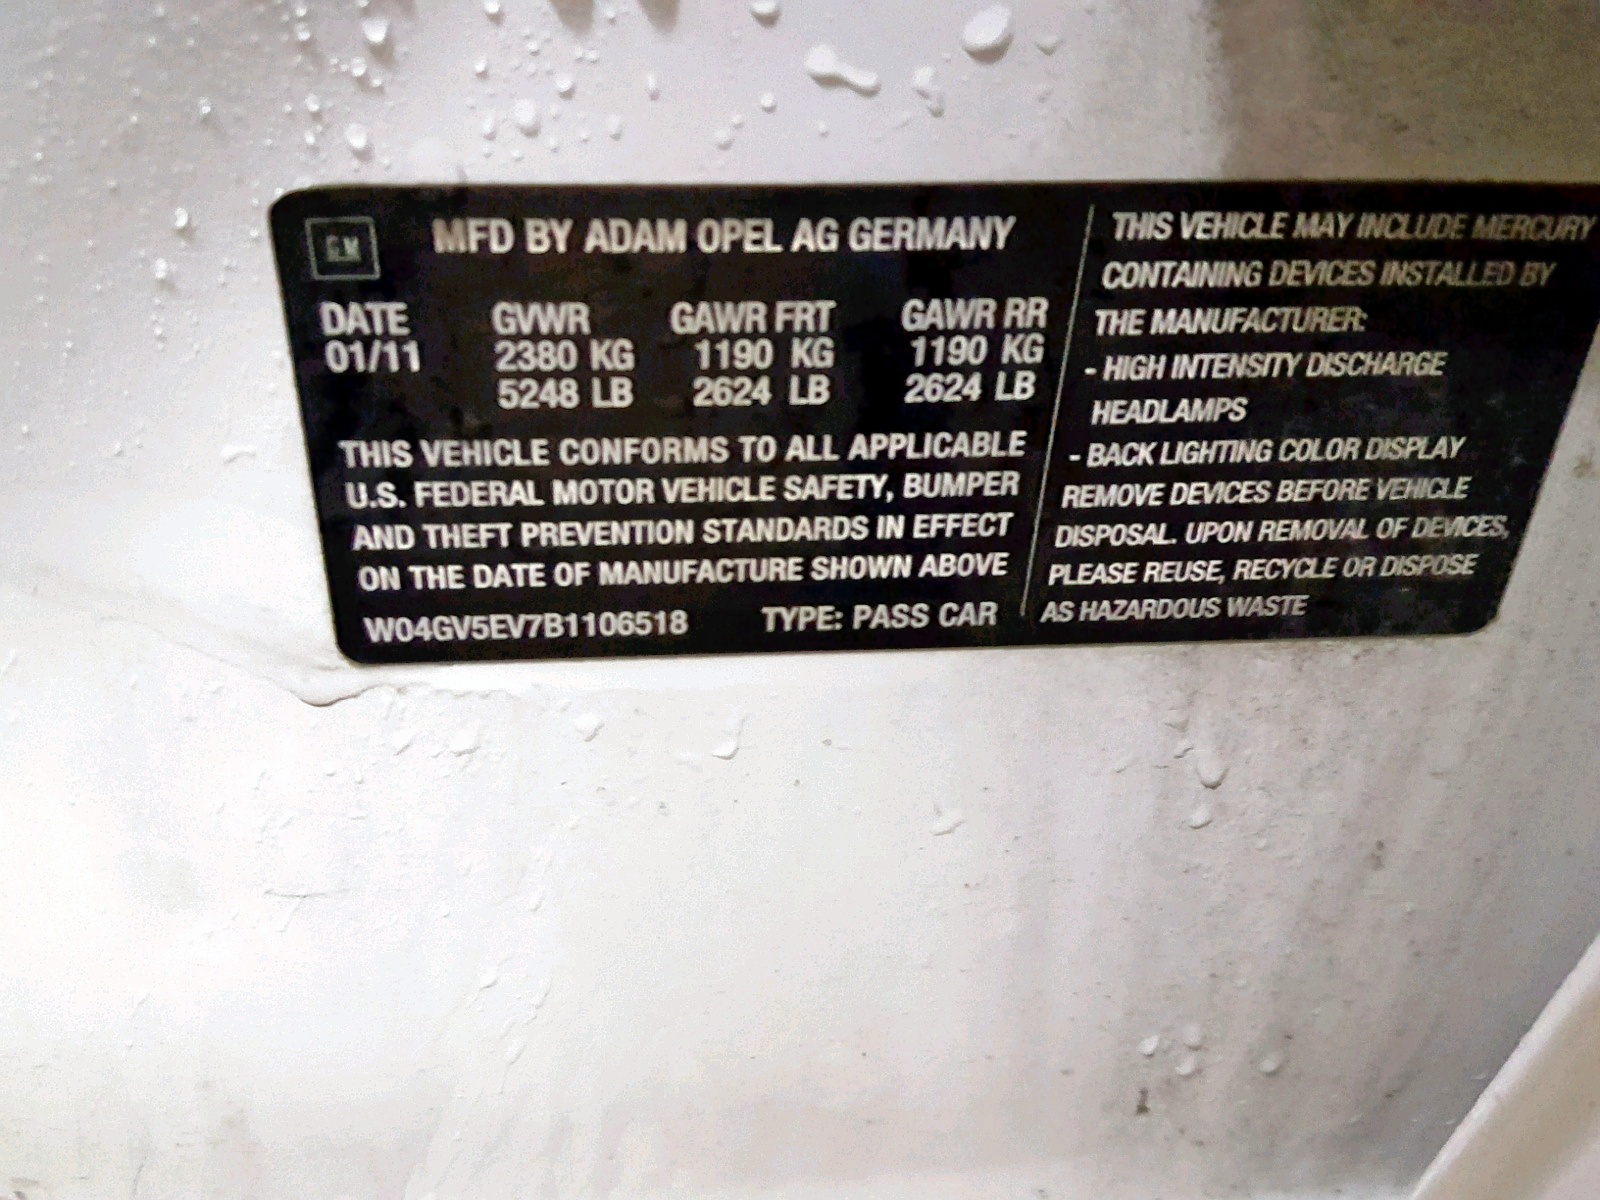 GM
MFD BY ADAM OPEL AG GERMANY
DATE GVWR GAWR FRT GAWR RR
01/11 2380 KG 1190 KG 1190 KG
5248 LB 2624 LB 2624 LB
THIS VEHICLE CONFORMS TO ALL APPLICABLE
U.S. FEDERAL MOTOR VEHICLE SAFETY, BUMPER
AND THEFT PREVENTION STANDARDS IN EFFECT
ON THE DATE OF MANUFACTURE SHOWN ABOVE
W04GV5EV7B1106518 TYPE: PASS CAR
THIS VEHICLE MAY INCLUDE MERCURY
CONTAINING DEVICES INSTALLED BY
THE MANUFACTURER:
- HIGH INTENSITY DISCHARGE
HEADLAMPS
- BACK LIGHTING COLOR DISPLAY
REMOVE DEVICES BEFORE VEHICLE
DISPOSAL. UPON REMOVAL OF DEVICES,
PLEASE REUSE, RECYCLE OR DISPOSE
AS HAZARDOUS WASTE